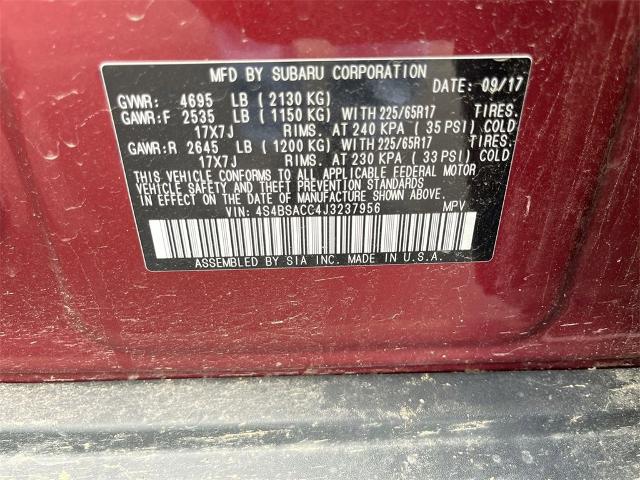 MFD BY SUBARU CORPORATION
DATE: 09/17
GVWR: 4695 LB (2130 KG)
GAWR:F 2535 LB (1150 KG) WITH 225/65R17 TIRES.
17X7J RIMS. AT 240 KPA (35 PSI) COLD
GAWR:R 2645 LB (1200 KG) WITH 225/65R17 TIRES.
17X7J RIMS. AT 230 KPA (33 PSI) COLD
THIS VEHICLE CONFORMS TO ALL APPLICABLE FEDERAL MOTOR
VEHICLE SAFETY AND THEFT PREVENTION STANDARDS
IN EFFECT ON THE DATE OF MANUFACTURE SHOWN ABOVE.
VIN: 4S4BSACC4J3237956 MPV
ASSEMBLED BY SIA INC. MADE IN U.S.A.